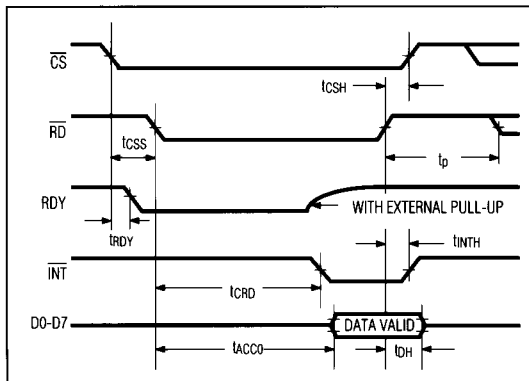 CS
tCSH
RD
tCSS
tp
RDY
WITH EXTERNAL PULL-UP
tRDY
tINTH
INT
tCRD
D0-D7
DATA VALID
tACC0
tDH